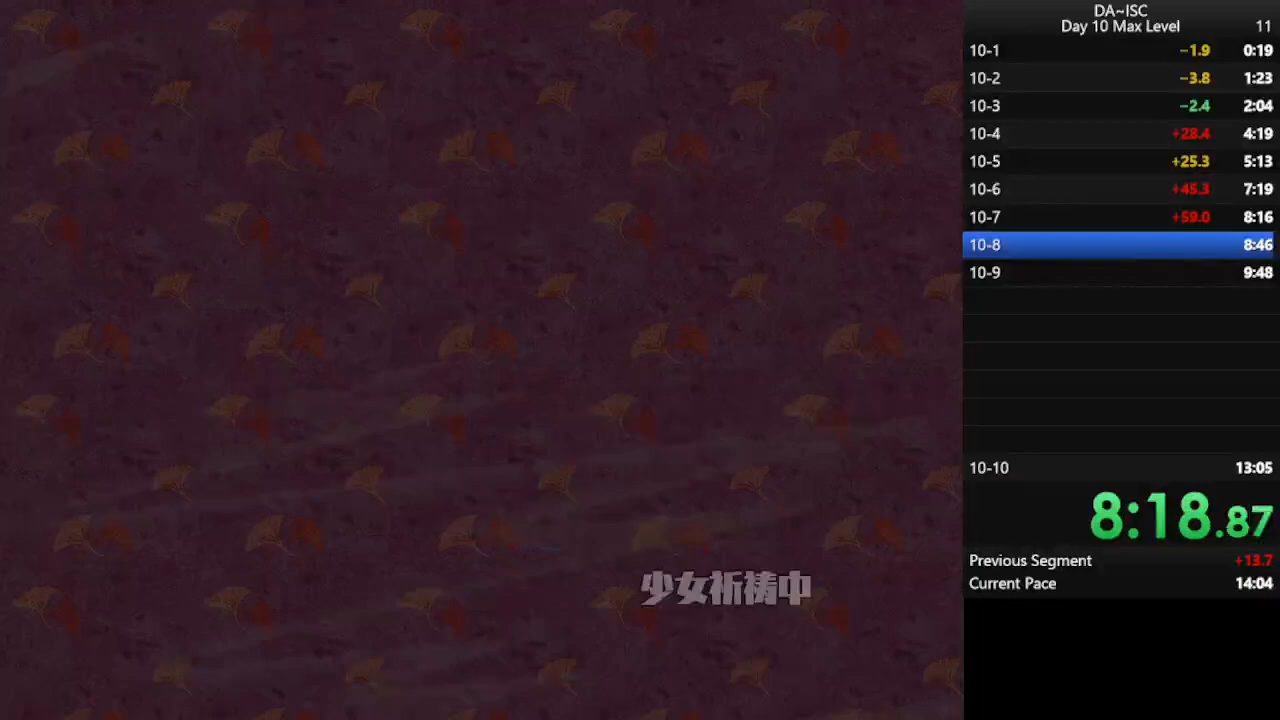 DA~ISC
Day 10 Max Level 11
10-1 −1.9 0:19
10-2 −3.8 1:23
10-3 −2.4 2:04
10-4 +28.4 4:19
10-5 +25.3 5:13
10-6 +45.3 7:19
10-7 +59.0 8:16
10-8 8:46
10-9 9:48
10-10 13:05
8:18.87
Previous Segment +13.7
Current Pace 14:04
少女祈祷中